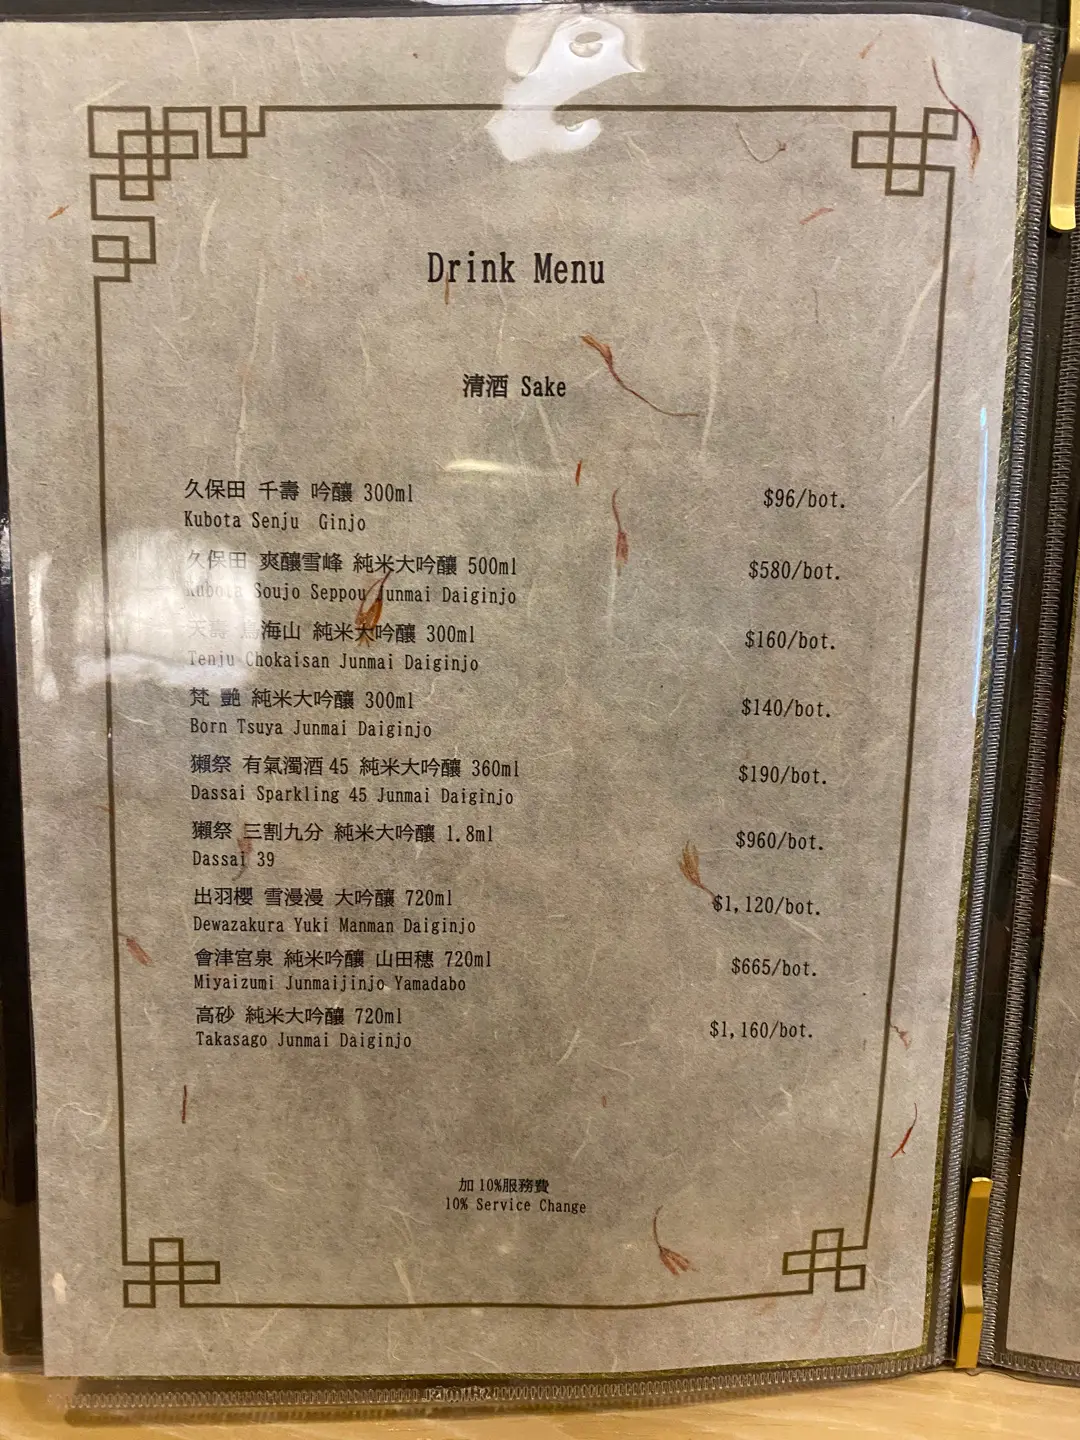 Drink Menu
清酒 Sake
久保田 千壽 吟釀 300ml $96/bot.
Kubota Senju Ginjo
久保田 爽釀雪峰 純米大吟釀 500ml $580/bot.
Kubota Soujo Seppou Junmai Daiginjo
天壽 鳥海山 純米大吟釀 300ml $160/bot.
Tenju Chokaisan Junmai Daiginjo
梵 艷 純米大吟釀 300ml $140/bot.
Born Tsuya Junmai Daiginjo
獺祭 有氣濁酒 45 純米大吟釀 360ml $190/bot.
Dassai Sparkling 45 Junmai Daiginjo
獺祭 三割九分 純米大吟釀 1.8ml $960/bot.
Dassai 39
出羽櫻 雪漫漫 大吟釀 720ml $1,120/bot.
Dewazakura Yuki Manman Daiginjo
會津宮泉 純米吟釀 山田穗 720ml $665/bot.
Miyaizumi Junmaijinjo Yamadabo
高砂 純米大吟釀 720ml $1,160/bot.
Takasago Junmai Daiginjo
加 10%服務費
10% Service Change